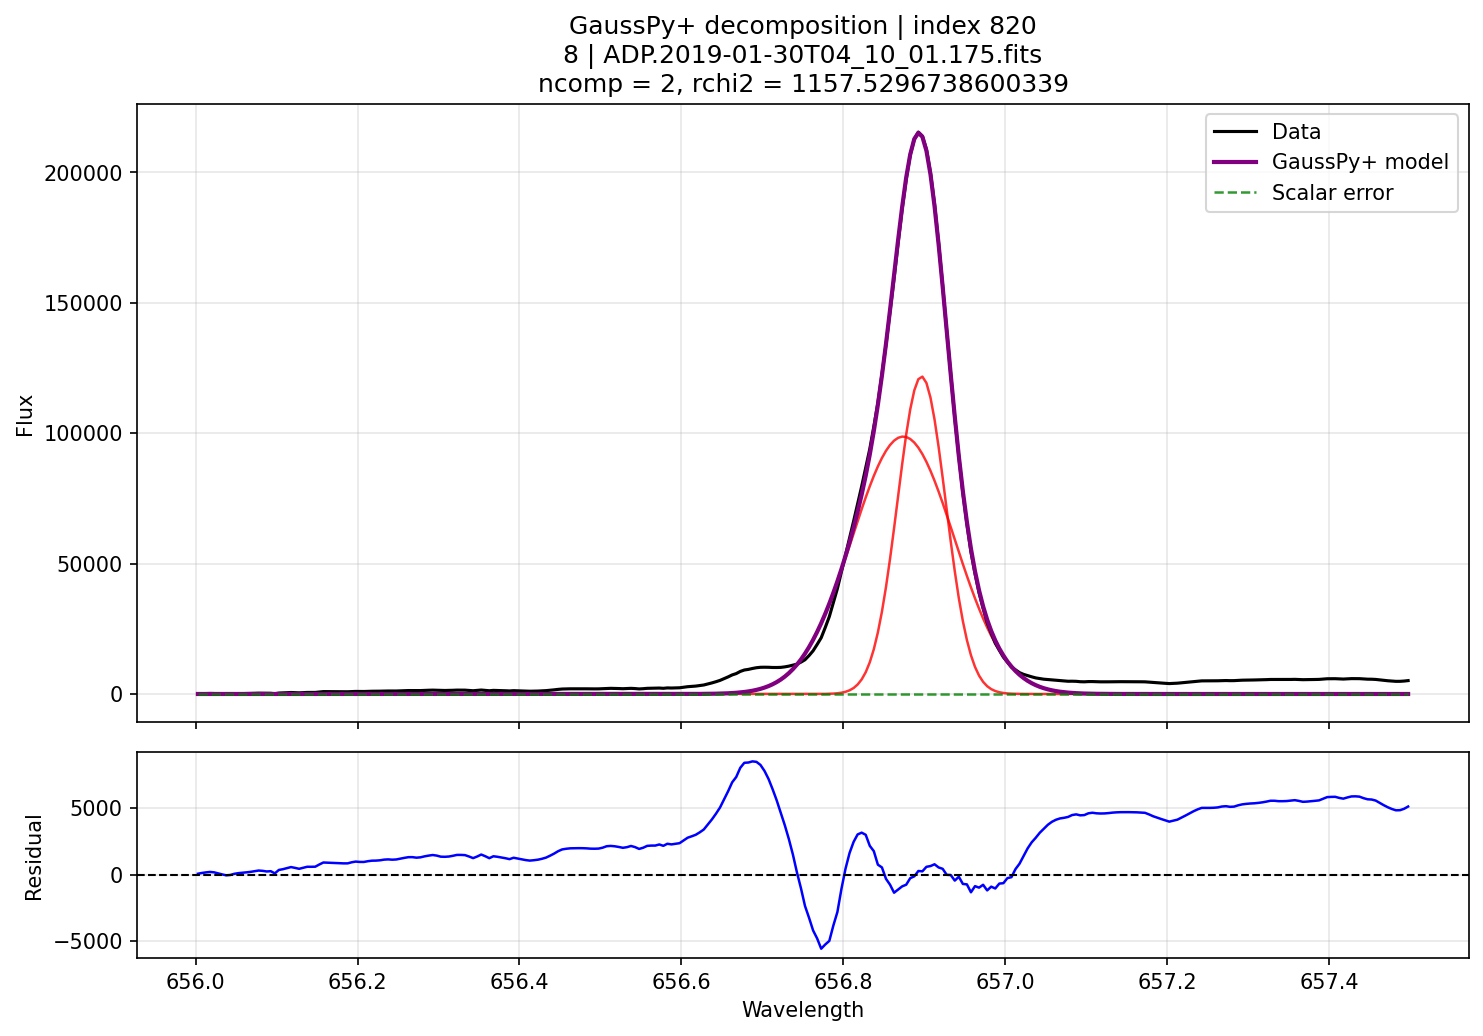 GaussPy+ decomposition | index 820
8 | ADP.2019-01-30T04_10_01.175.fits
ncomp = 2, rchi2 = 1157.5296738600339
Data
GaussPy+ model
Scalar error
200000
150000
100000
50000
0
Flux
5000
0
−5000
Residual
656.0 656.2 656.4 656.6 656.8 657.0 657.2 657.4
Wavelength